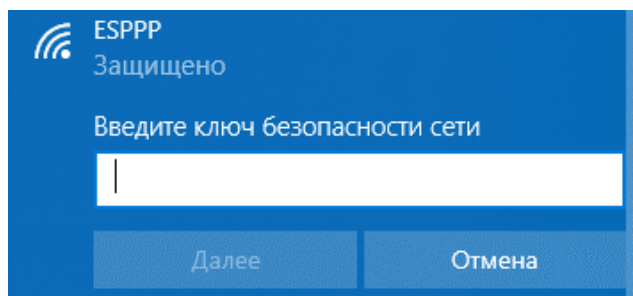 ESPPP
Защищено
Введите ключ безопасности сети
Далее
Отмена